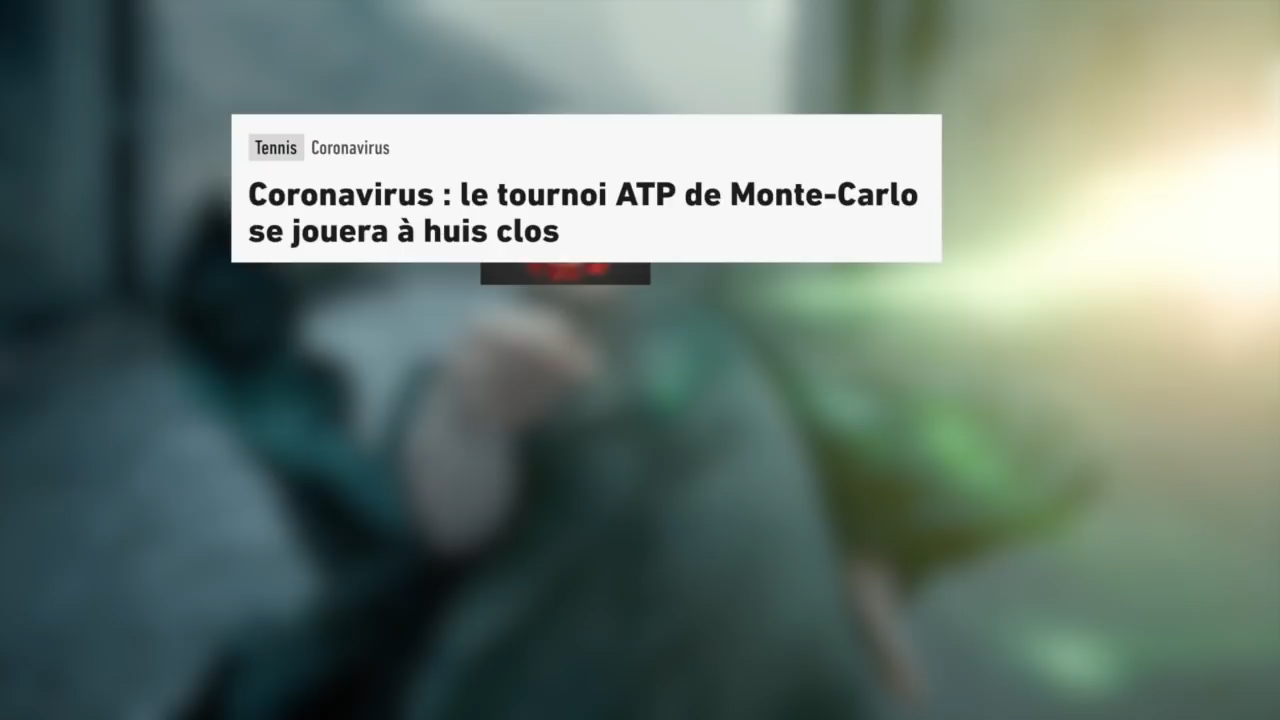 Tennis Coronavirus
Coronavirus : le tournoi ATP de Monte-Carlo
se jouera à huis clos